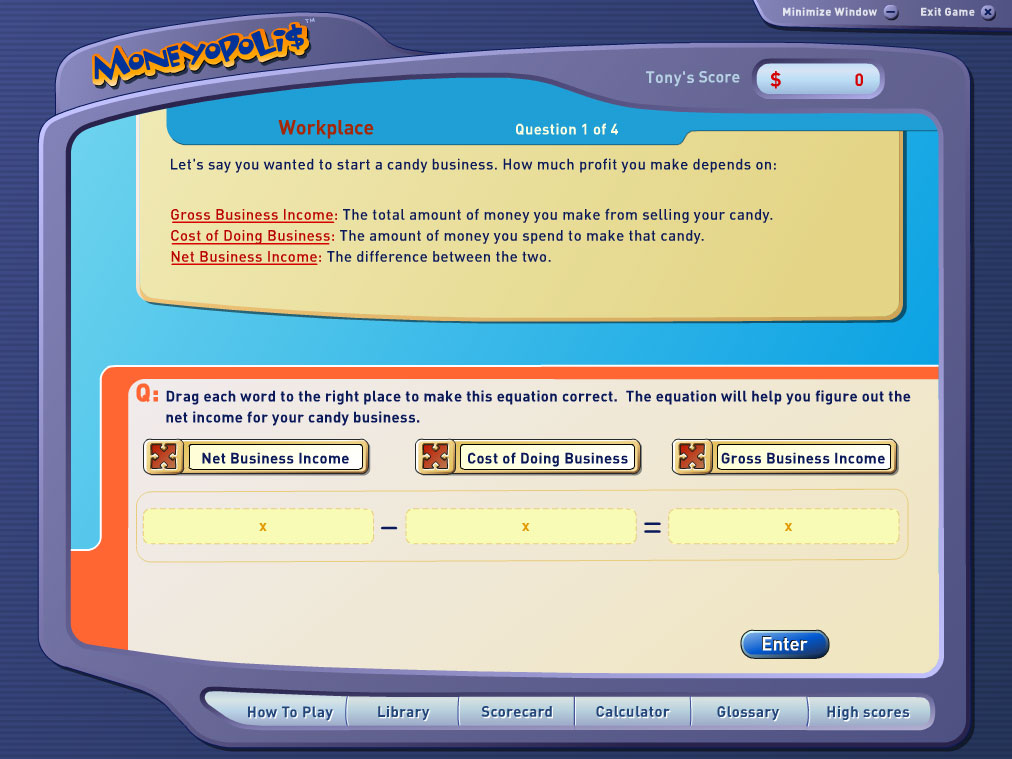 Minimize Window
Exit Game
MONEYOPOLI$ ™
Tony's Score
$ 0
Workplace
Question 1 of 4
Let's say you wanted to start a candy business. How much profit you make depends on:
Gross Business Income: The total amount of money you make from selling your candy.
Cost of Doing Business: The amount of money you spend to make that candy.
Net Business Income: The difference between the two.
Q: Drag each word to the right place to make this equation correct. The equation will help you figure out the
net income for your candy business.
Net Business Income
Cost of Doing Business
Gross Business Income
x – x = x
Enter
How To Play
Library
Scorecard
Calculator
Glossary
High scores